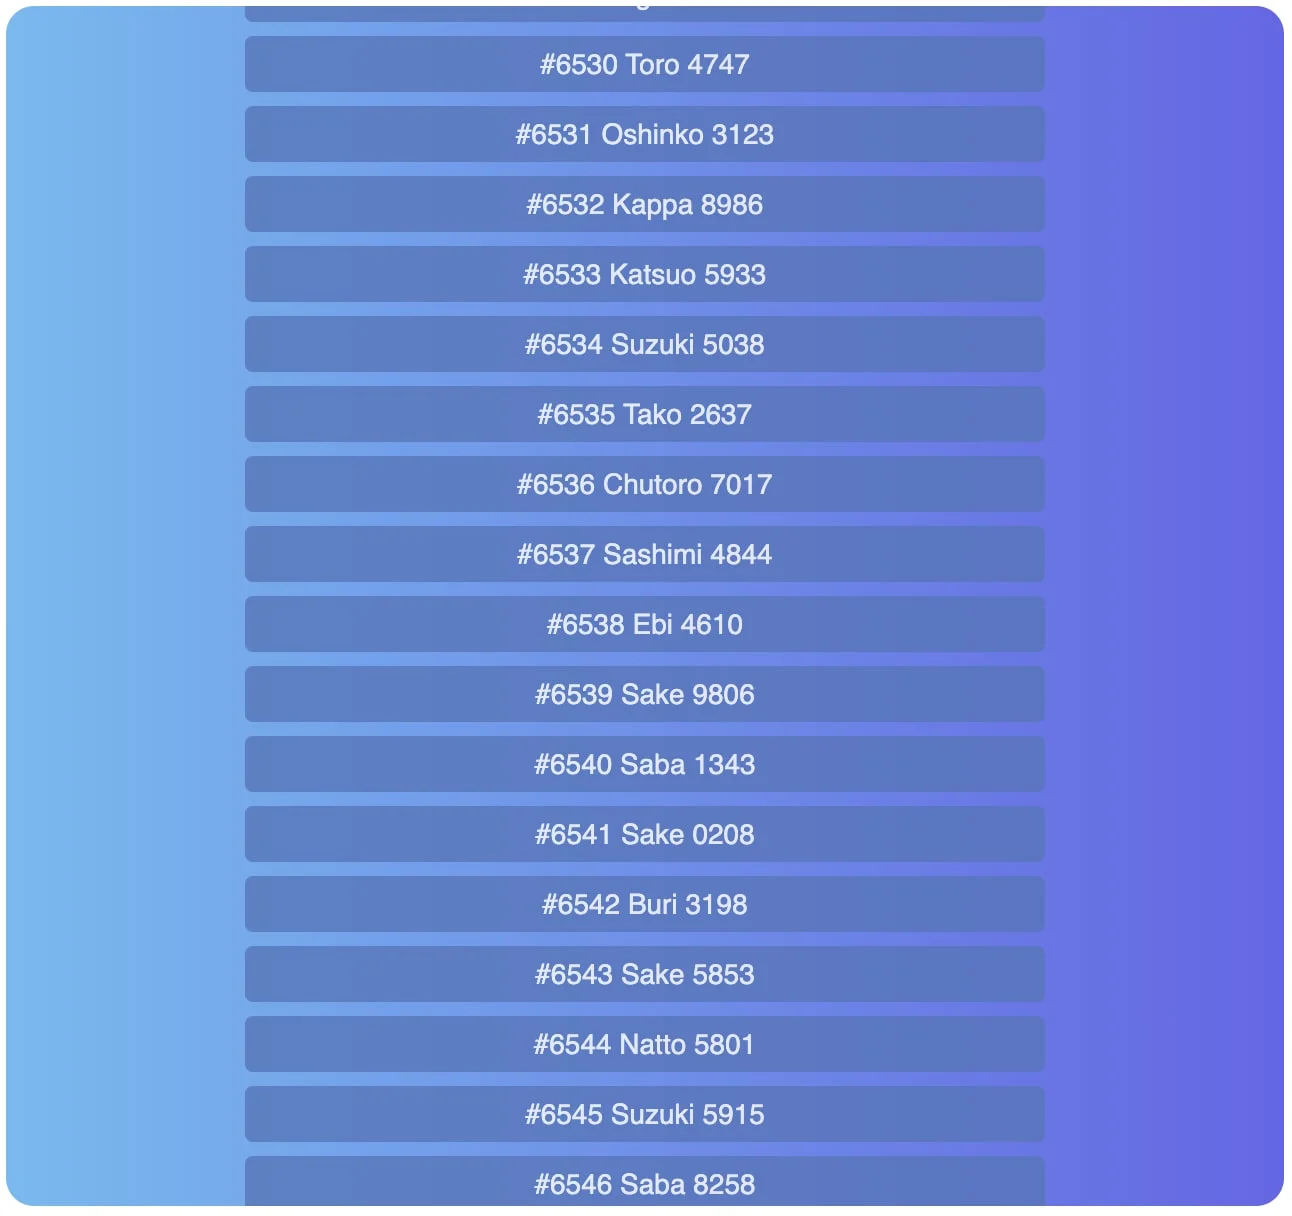 #6530 Toro 4747
#6531 Oshinko 3123
#6532 Kappa 8986
#6533 Katsuo 5933
#6534 Suzuki 5038
#6535 Tako 2637
#6536 Chutoro 7017
#6537 Sashimi 4844
#6538 Ebi 4610
#6539 Sake 9806
#6540 Saba 1343
#6541 Sake 0208
#6542 Buri 3198
#6543 Sake 5853
#6544 Natto 5801
#6545 Suzuki 5915
#6546 Saba 8258